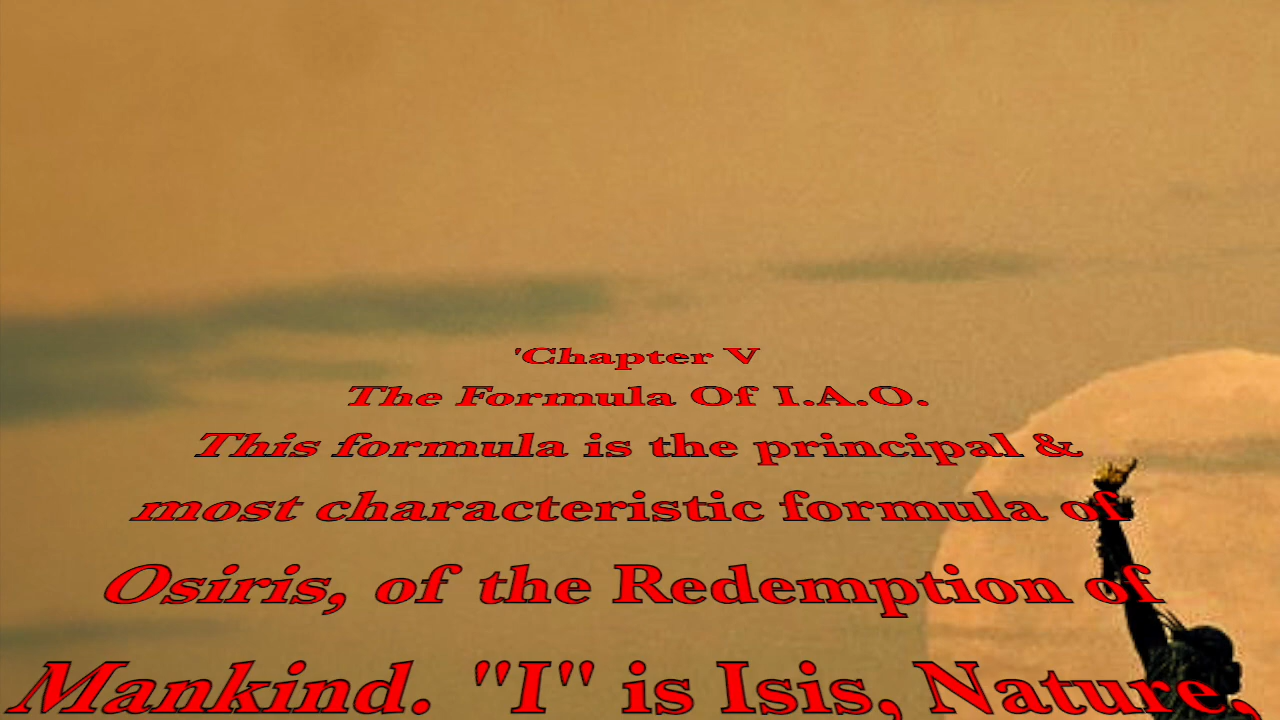 'Chapter V
The Formula Of I.A.O.
This formula is the principal &
most characteristic formula of
Osiris, of the Redemption of
Mankind. "I" is Isis, Nature,